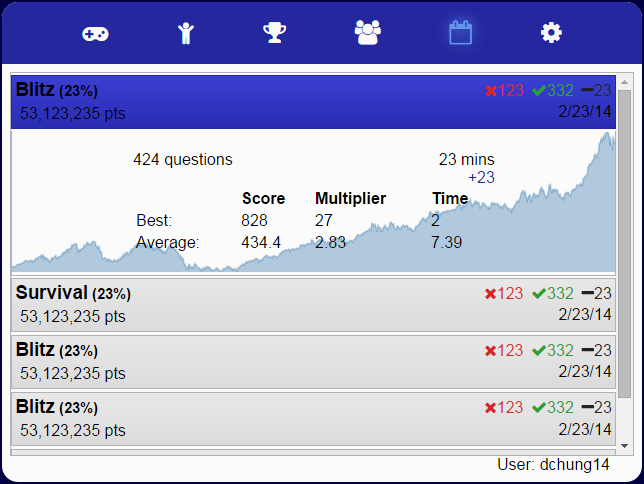 Blitz (23%) 123 332 23
53,123,235 pts 2/23/14
424 questions 23 mins
+23
Score Multiplier Time
Best: 828 27 2
Average: 434.4 2.83 7.39
Survival (23%) 123 332 23
53,123,235 pts 2/23/14
Blitz (23%) 123 332 23
53,123,235 pts 2/23/14
Blitz (23%) 123 332 23
53,123,235 pts 2/23/14
User: dchung14